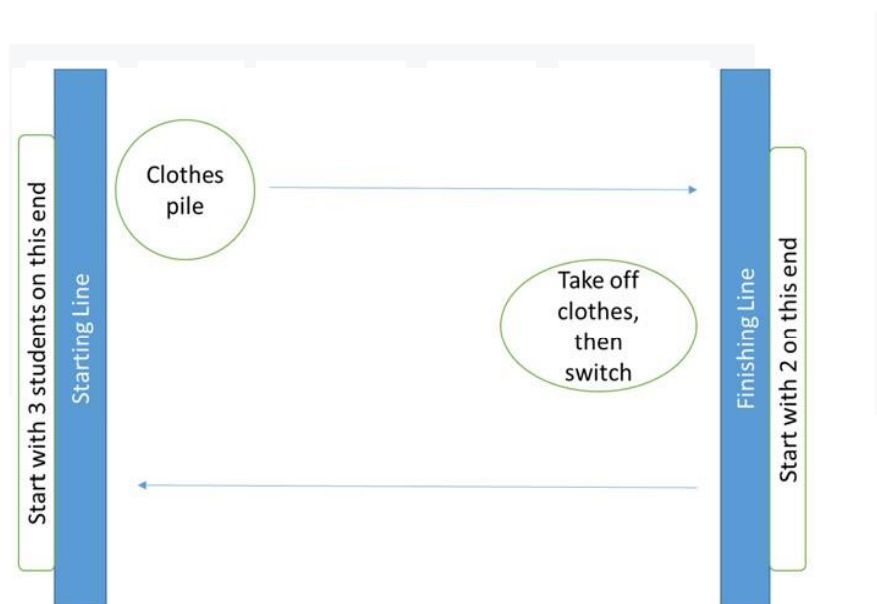 Start with 3 students on this end
Starting Line
Clothes
pile
Take off
clothes,
then
switch
Finishing Line
Start with 2 on this end